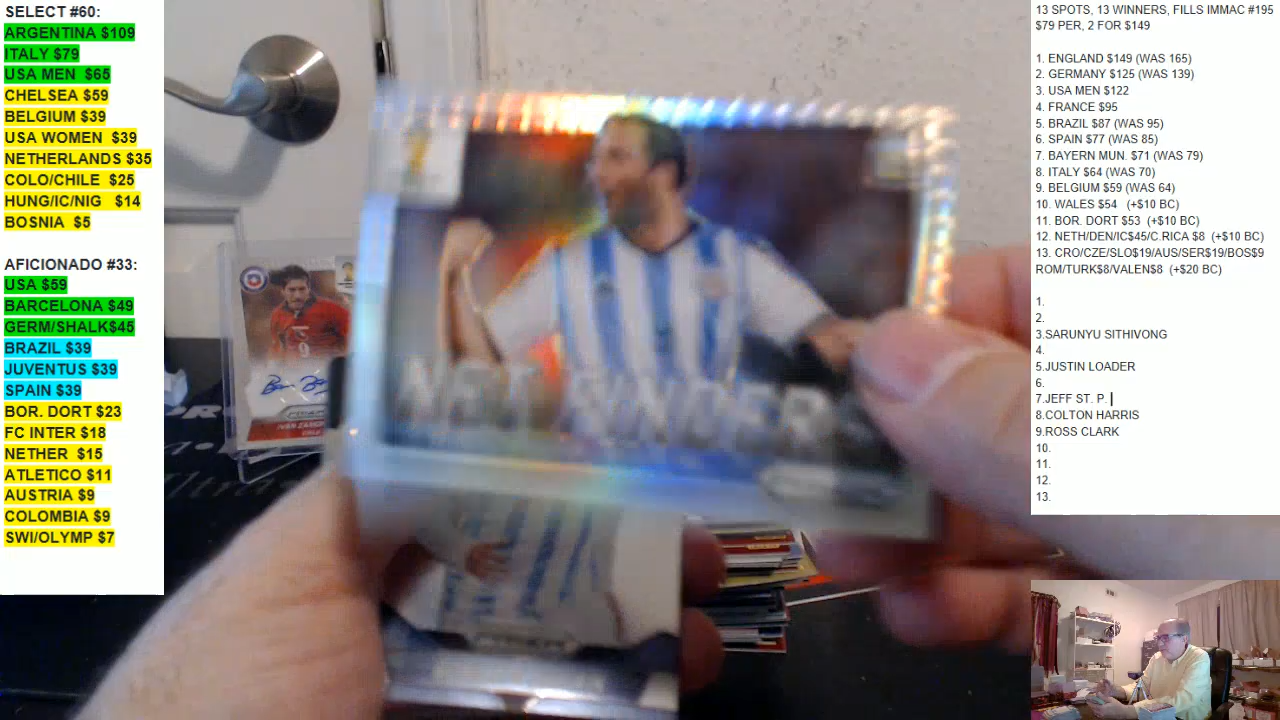 SELECT #60:
ARGENTINA $109
ITALY $79
USA MEN $65
CHELSEA $59
BELGIUM $39
USA WOMEN $39
NETHERLANDS $35
COLO/CHILE $25
HUNG/IC/NIG $14
BOSNIA $5
AFICIONADO #33:
USA $59
BARCELONA $49
GERM/SHALK$45
BRAZIL $39
JUVENTUS $39
SPAIN $39
BOR. DORT $23
FC INTER $18
NETHER $15
ATLETICO $11
AUSTRIA $9
COLOMBIA $9
SWI/OLYMP $7
NET FINDERS
13 SPOTS, 13 WINNERS, FILLS IMMAC #195
$79 PER, 2 FOR $149
1. ENGLAND $149 (WAS 165)
2. GERMANY $125 (WAS 139)
3. USA MEN $122
4. FRANCE $95
5. BRAZIL $87 (WAS 95)
6. SPAIN $77 (WAS 85)
7. BAYERN MUN. $71 (WAS 79)
8. ITALY $64 (WAS 70)
9. BELGIUM $59 (WAS 64)
10. WALES $54 (+$10 BC)
11. BOR. DORT $53 (+$10 BC)
12. NETH/DEN/IC$45/C.RICA $8 (+$10 BC)
13. CRO/CZE/SLO$19/AUS/SER$19/BOS$9
ROM/TURK$8/VALEN$8 (+$20 BC)
1.
2.
3.SARUNYU SITHIVONG
4.
5.JUSTIN LOADER
6.
7.JEFF ST. P.
8.COLTON HARRIS
9.ROSS CLARK
10.
11.
12.
13.